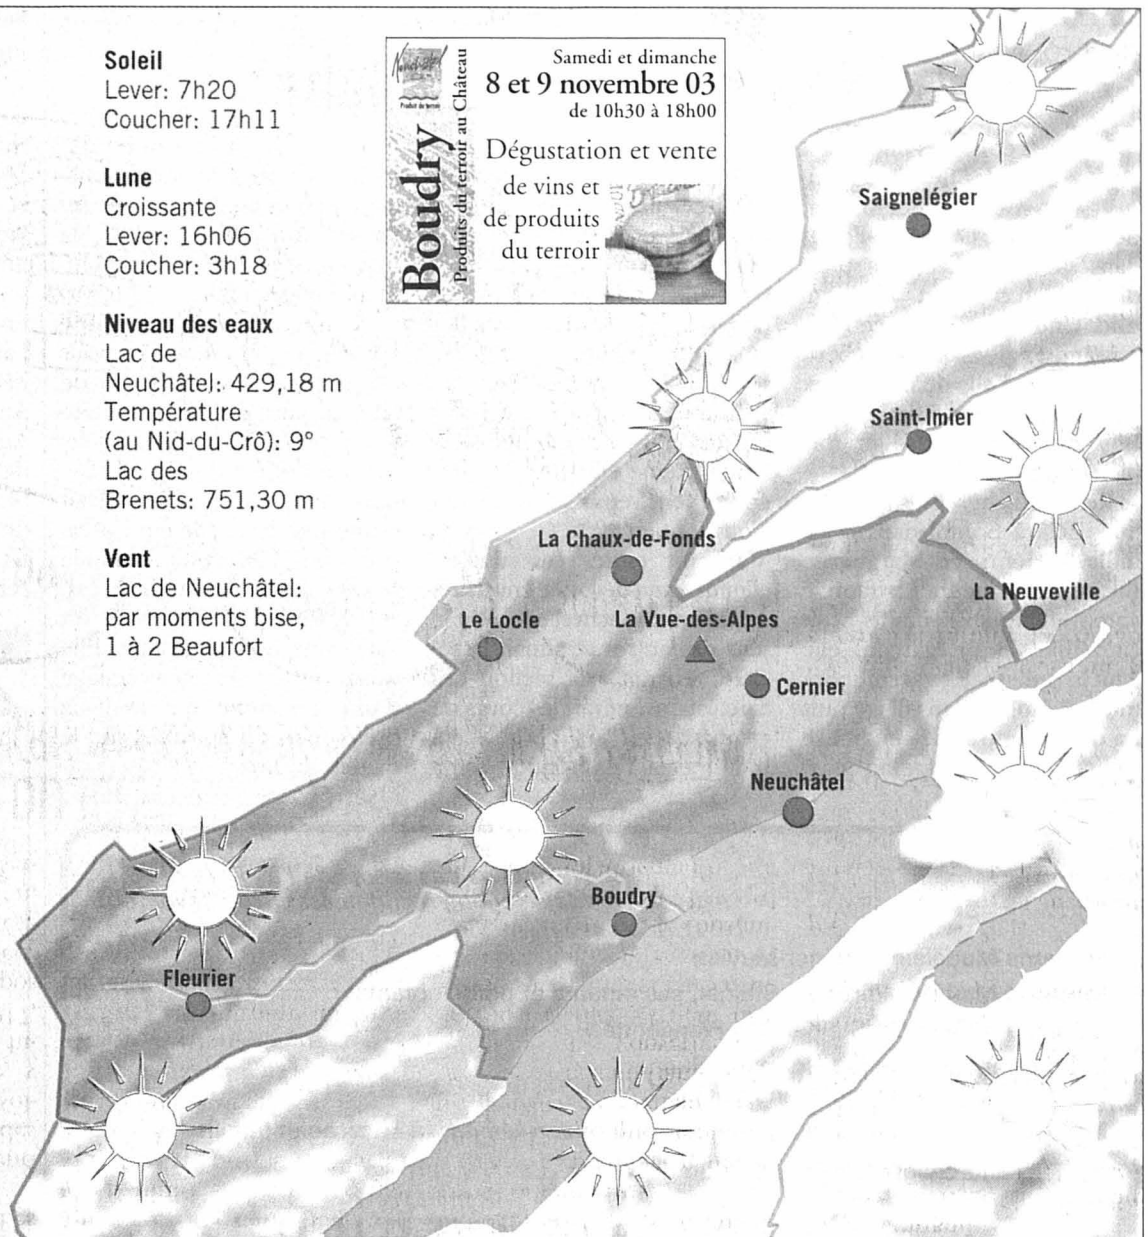 Soleil
Lever: 7h20
Coucher: 17h11
Lune
Croissante
Lever: 16h06
Coucher: 3h18
Niveau des eaux
Lac de
Neuchâtel: 429,18 m
Température
(au Nid-du-Crô): 9°
Lac des
Brenets: 751,30 m
Vent
Lac de Neuchâtel:
par moments bise,
1 à 2 Beaufort
Neuchâtel
Produit du terroir
Boudry
Produits du terroir au Château
Samedi et dimanche
8 et 9 novembre 03
de 10h30 à 18h00
Dégustation et vente
de vins et
de produits
du terroir
Saignelégier
Saint-Imier
La Chaux-de-Fonds
La Neuveville
Le Locle
La Vue-des-Alpes
Cernier
Neuchâtel
Boudry
Fleurier